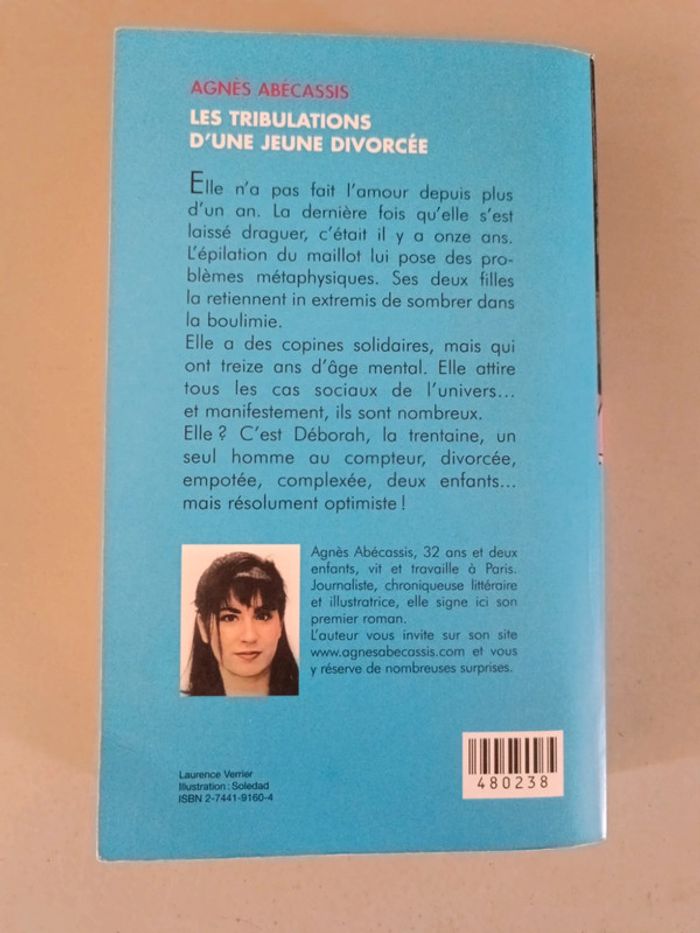 AGNÈS ABÉCASSIS
LES TRIBULATIONS
D'UNE JEUNE DIVORCÉE
Elle n'a pas fait l'amour depuis plus
d'un an. La dernière fois qu'elle s'est
laissé draguer, c'était il y a onze ans.
L'épilation du maillot lui pose des pro-
blèmes métaphysiques. Ses deux filles
la retiennent in extremis de sombrer dans
la boulimie.
Elle a des copines solidaires, mais qui
ont treize ans d'âge mental. Elle attire
tous les cas sociaux de l'univers...
et manifestement, ils sont nombreux.
Elle ? C'est Déborah, la trentaine, un
seul homme au compteur, divorcée,
empotée, complexée, deux enfants...
mais résolument optimiste !
Agnès Abécassis, 32 ans et deux
enfants, vit et travaille à Paris.
Journaliste, chroniqueuse littéraire
et illustratrice, elle signe ici son
premier roman.
L'auteur vous invite sur son site
www.agnesabecassis.com et vous
y réserve de nombreuses surprises.
Laurence Verrier
Illustration : Soledad
ISBN 2-7441-9160-4
480238